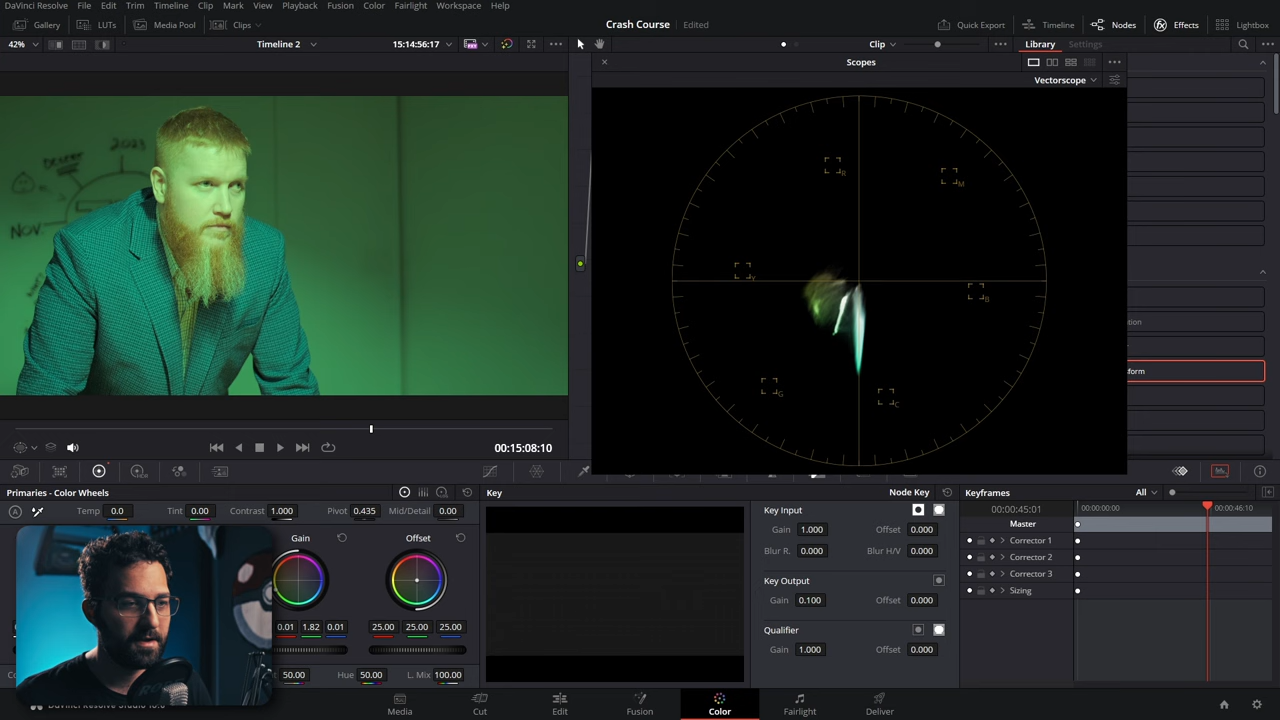 DaVinci Resolve File Edit Trim Timeline Clip Mark View Playback Fusion Color Fairlight Workspace Help
Gallery LUTs Media Pool Clips Crash Course Edited Quick Export Timeline Nodes Effects Lightbox
42% Timeline 2 15:14:56:17 Clip Library Settings
Scopes
Vectorscope
R
M
Y
B
G
C
2023
NOV.
form
00:15:08:10
Primaries - Color Wheels
Temp 0.0 Tint 0.00 Contrast 1.000 Pivot 0.435 Mid/Detail 0.00
Gain Offset
0.01 1.82 0.01 25.00 25.00 25.00
50.00 Hue 50.00 L. Mix 100.00
Key Node Key
Key Input
Gain 1.000 Offset 0.000
Blur R. 0.000 Blur H/V 0.000
Key Output
Gain 0.100 Offset 0.000
Qualifier
Gain 1.000 Offset 0.000
Keyframes All
00:00:45:01 00:00:00:00 00:00:46:10
Master
Corrector 1
Corrector 2
Corrector 3
Sizing
Media Cut Edit Fusion Color Fairlight Deliver